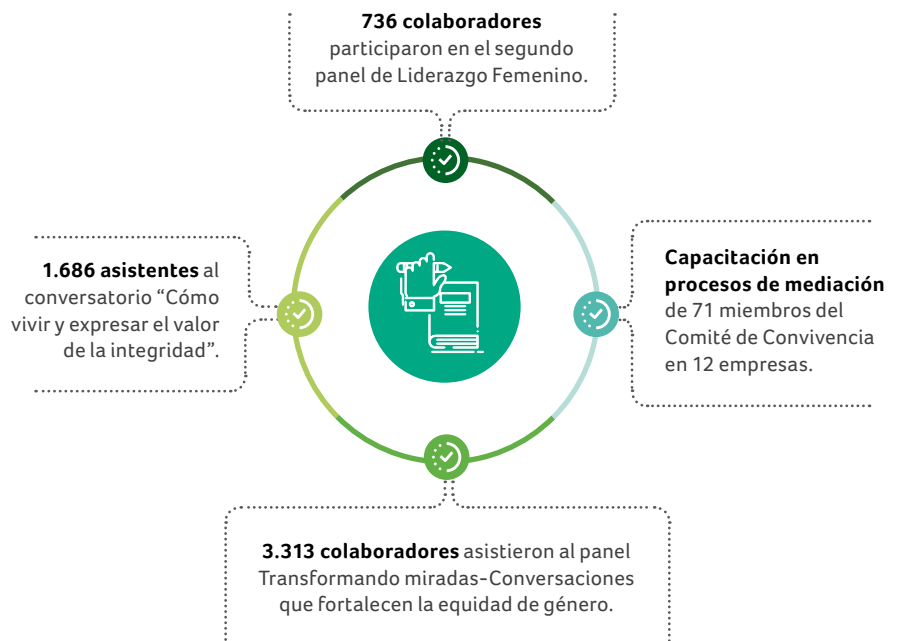 736 colaboradores
participaron en el segundo
panel de Liderazgo Femenino.
1.686 asistentes al
conversatorio “Cómo
vivir y expresar el valor
de la integridad”.
Capacitación en
procesos de mediación
de 71 miembros del
Comité de Convivencia
en 12 empresas.
3.313 colaboradores asistieron al panel
Transformando miradas-Conversaciones
que fortalecen la equidad de género.